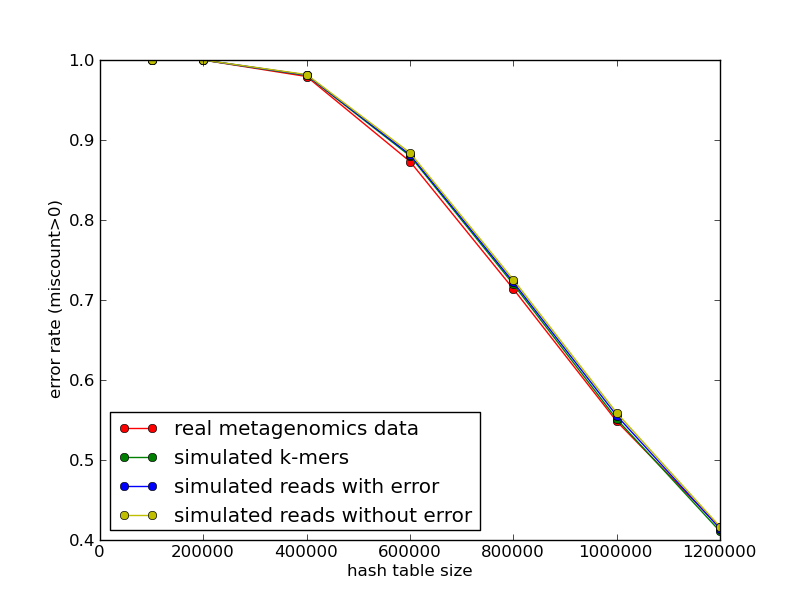 1.0
0.9
0.8
0.7
0.6
0.5
0.4
error rate (miscount>0)
real metagenomics data
simulated k-mers
simulated reads with error
simulated reads without error
0 200000 400000 600000 800000 1000000 1200000
hash table size